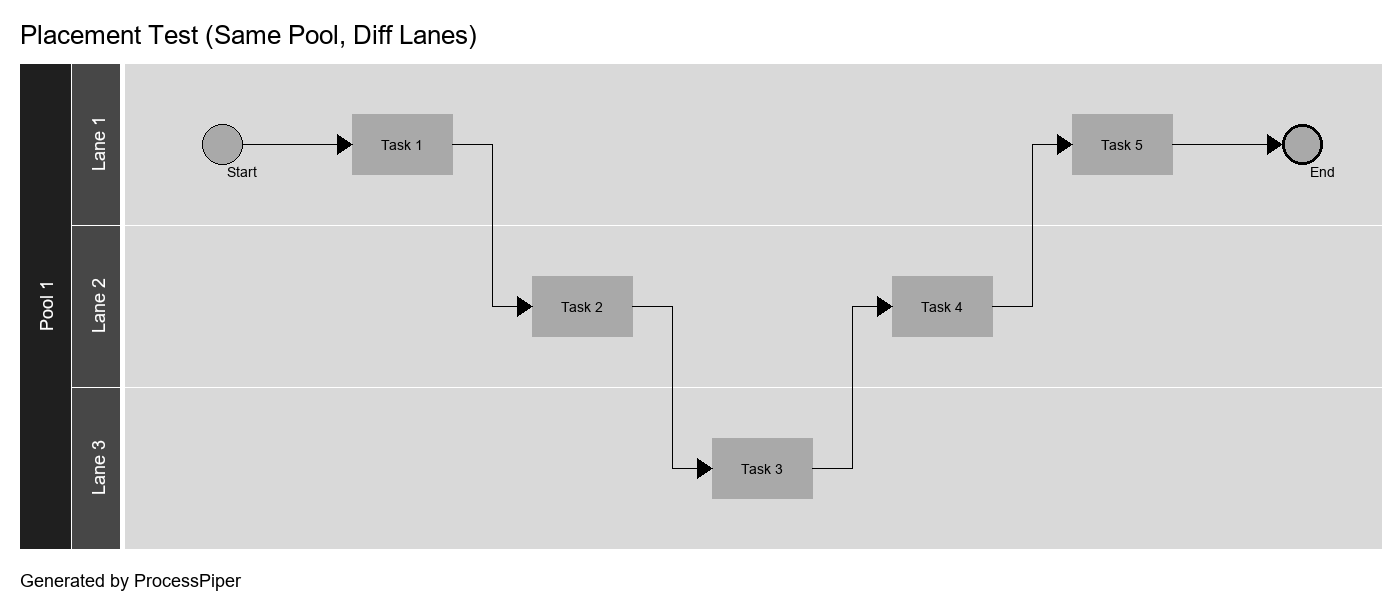 Placement Test (Same Pool, Diff Lanes)
Pool 1
Lane 1
Start
Task 1
Task 5
End
Lane 2
Task 2
Task 4
Lane 3
Task 3
Generated by ProcessPiper